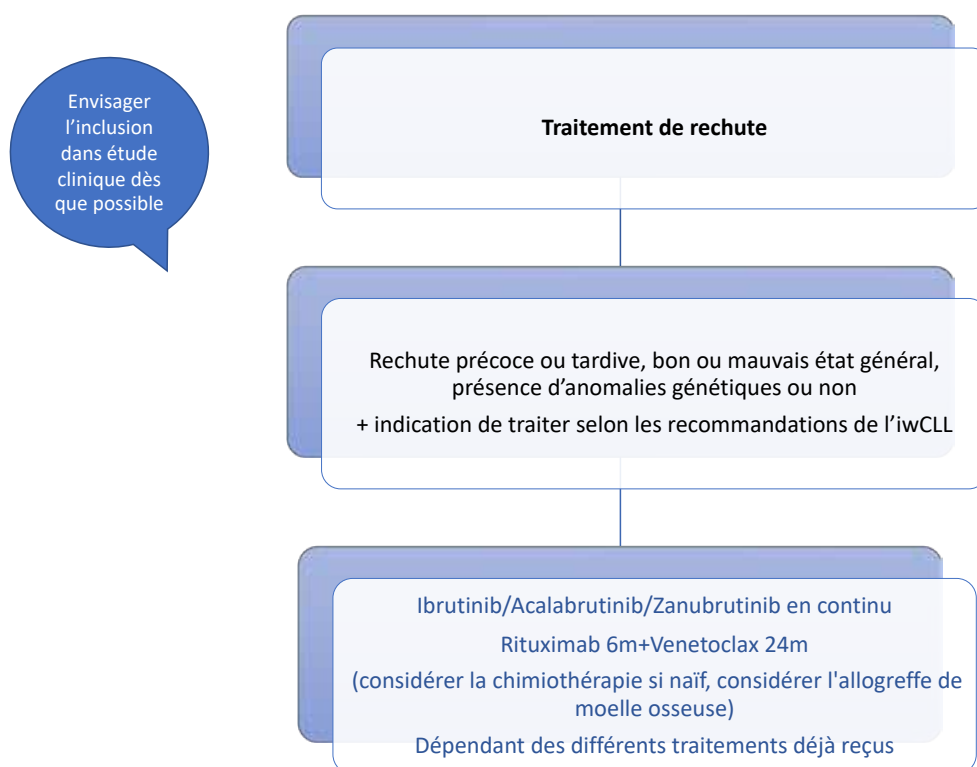 Envisager
l’inclusion
dans étude
clinique dès
que possible
Traitement de rechute
Rechute précoce ou tardive, bon ou mauvais état général,
présence d’anomalies génétiques ou non
+ indication de traiter selon les recommandations de l’iwCLL
Ibrutinib/Acalabrutinib/Zanubrutinib en continu
Rituximab 6m+Venetoclax 24m
(considérer la chimiothérapie si naïf, considérer l'allogreffe de
moelle osseuse)
Dépendant des différents traitements déjà reçus